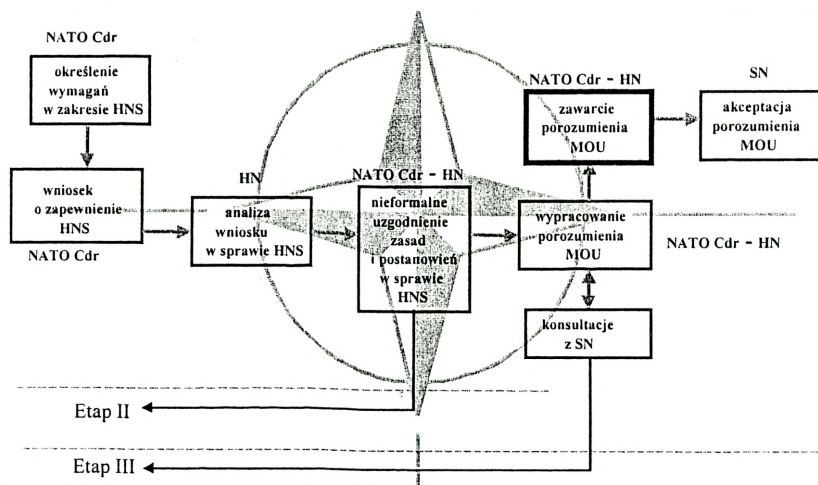 NATO Cdr
określenie
wymagań
w zakresie HNS
wniosek
o zapewnienie
HNS
NATO Cdr
HN
analiza
wniosku
w sprawie HNS
NATO Cdr – HN
nieformalne
uzgodnienie
zasad
i postanowień
w sprawie
HNS
NATO Cdr – HN
zawarcie
porozumienia
MOU
SN
akceptacja
porozumienia
MOU
wypracowanie
porozumienia
MOU
NATO Cdr – HN
konsultacje
z SN
Etap II
Etap III